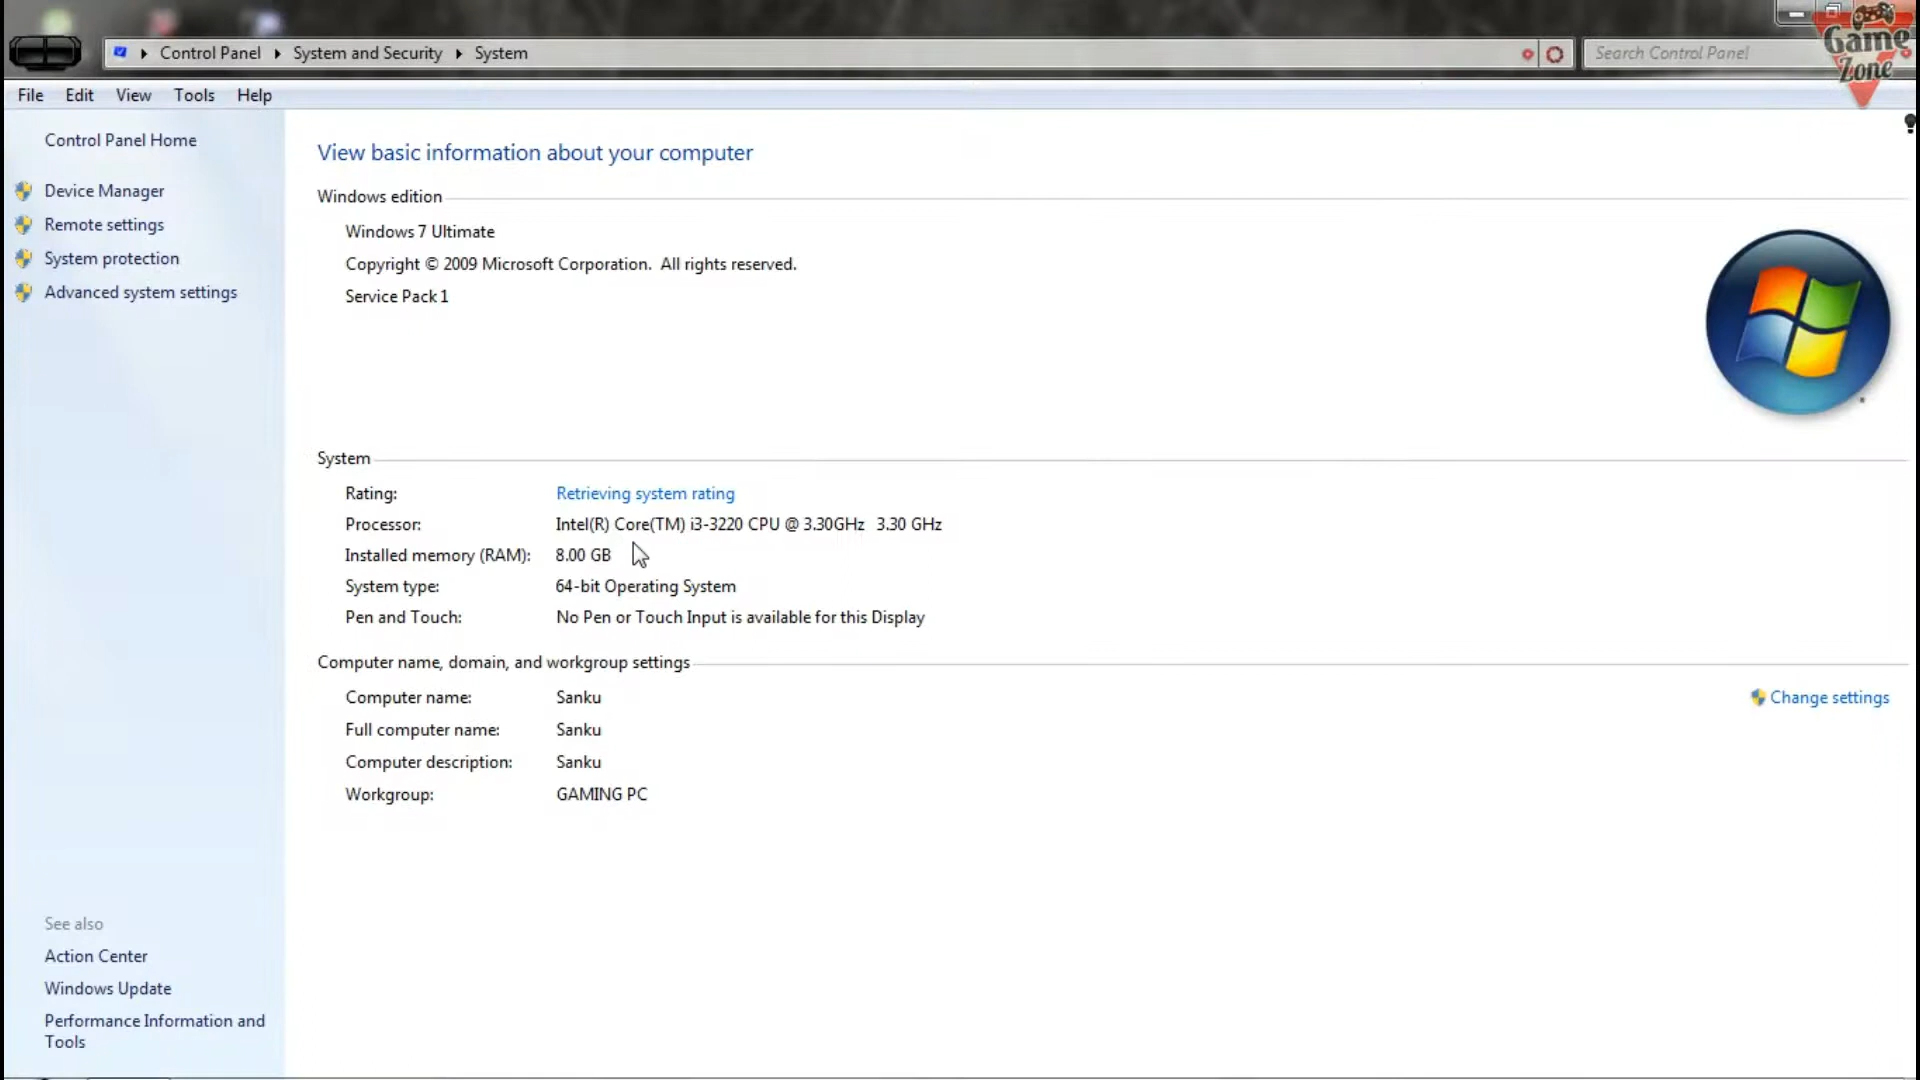 Control Panel System and Security System
Search Control Panel
Game
Zone
File Edit View Tools Help
Control Panel Home
Device Manager
Remote settings
System protection
Advanced system settings
View basic information about your computer
Windows edition
Windows 7 Ultimate
Copyright © 2009 Microsoft Corporation. All rights reserved.
Service Pack 1
System
Rating: Retrieving system rating
Processor: Intel(R) Core(TM) i3-3220 CPU @ 3.30GHz 3.30 GHz
Installed memory (RAM): 8.00 GB
System type: 64-bit Operating System
Pen and Touch: No Pen or Touch Input is available for this Display
Computer name, domain, and workgroup settings
Computer name: Sanku
Change settings
Full computer name: Sanku
Computer description: Sanku
Workgroup: GAMING PC
See also
Action Center
Windows Update
Performance Information and
Tools